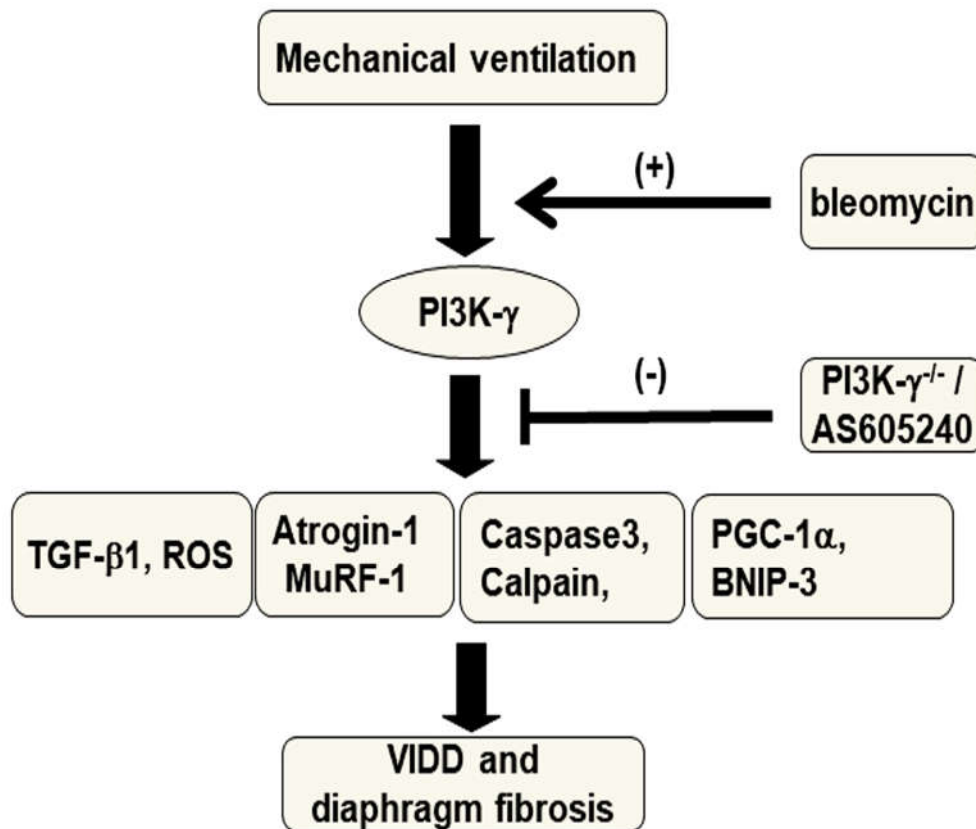 Mechanical ventilation
(+)
bleomycin
PI3K-γ
(-)
PI3K-γ-/- /
AS605240
TGF-β1, ROS
Atrogin-1
MuRF-1
Caspase3,
Calpain,
PGC-1α,
BNIP-3
VIDD and
diaphragm fibrosis